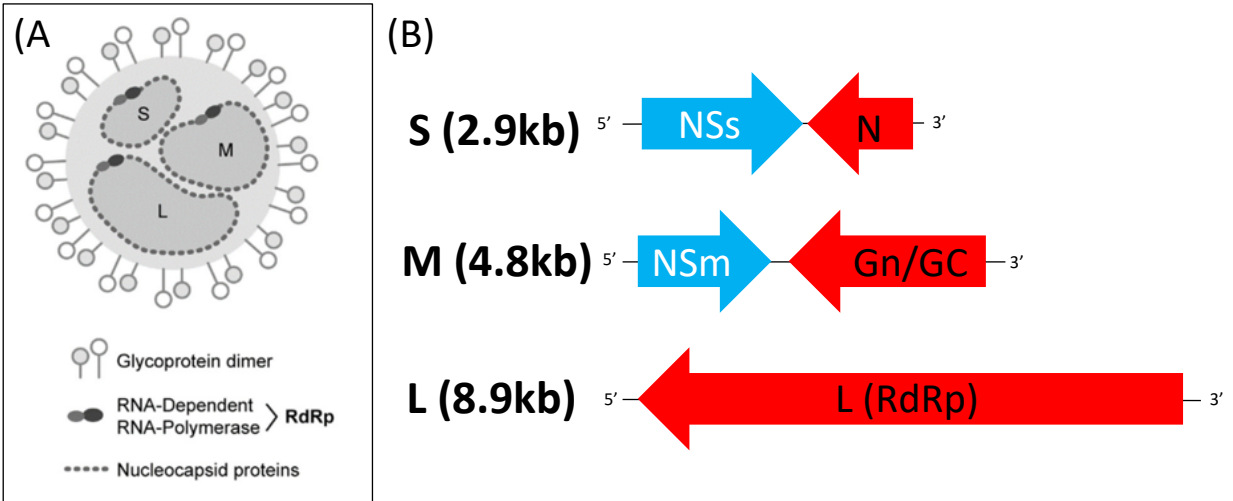 (A
S
M
L
Glycoprotein dimer
RNA-Dependent
RNA-Polymerase
RdRp
Nucleocapsid proteins
(B)
S (2.9kb) 5’ NSs N 3’
M (4.8kb) 5’ NSm Gn/GC 3’
L (8.9kb) 5’ L (RdRp) 3’